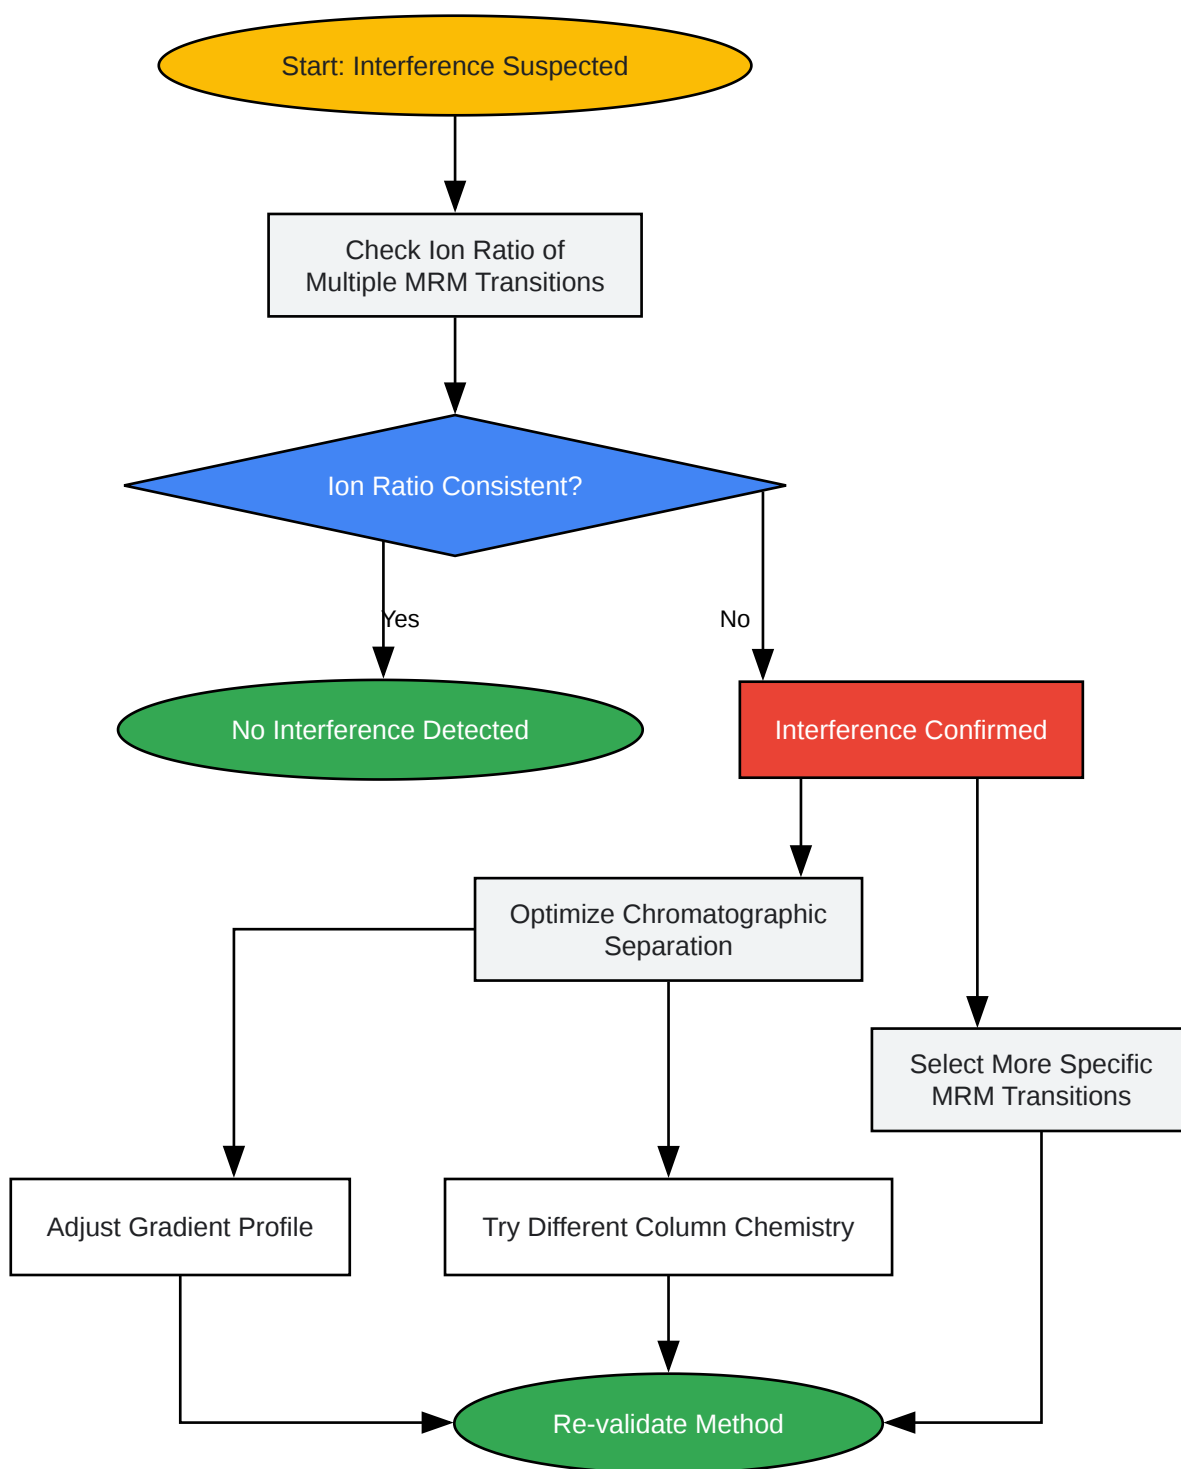 Start: Interference Suspected
Check Ion Ratio of
Multiple MRM Transitions
Ion Ratio Consistent?
Yes
No
No Interference Detected
Interference Confirmed
Optimize Chromatographic
Separation
Select More Specific
MRM Transitions
Adjust Gradient Profile
Try Different Column Chemistry
Re-validate Method